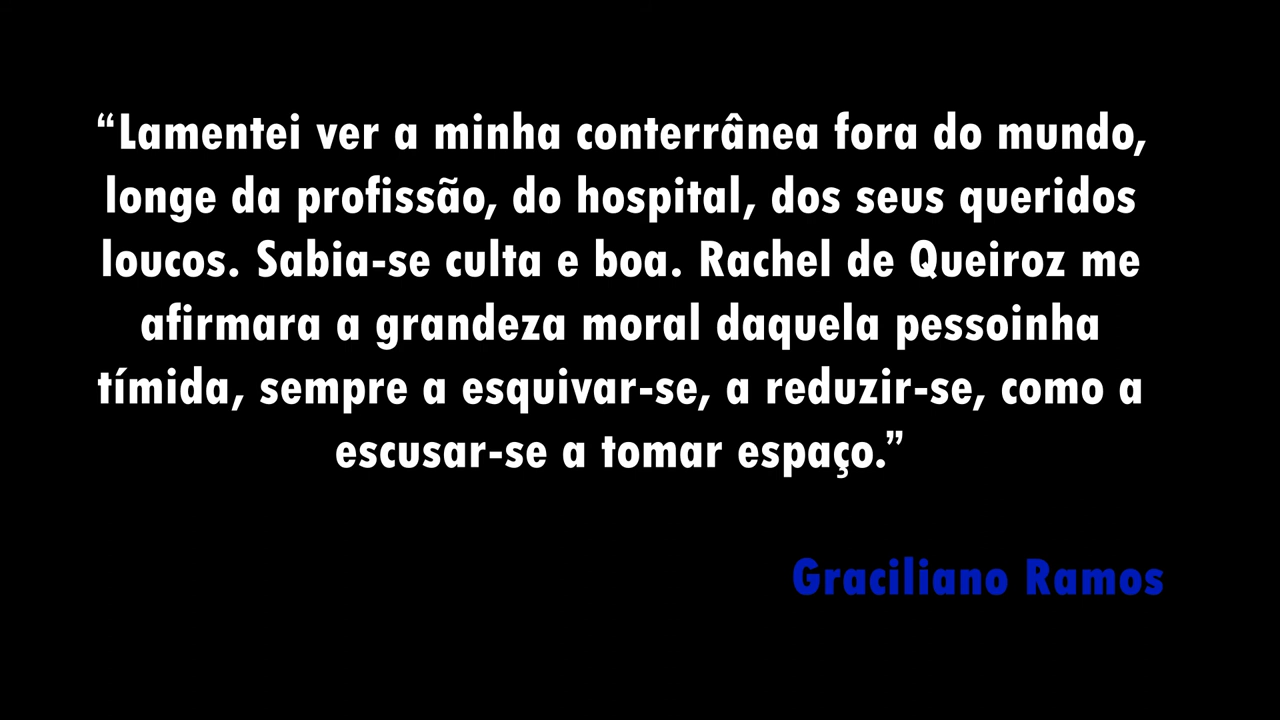 “Lamentei ver a minha conterrânea fora do mundo,
longe da profissão, do hospital, dos seus queridos
loucos. Sabia-se culta e boa. Rachel de Queiroz me
afirmara a grandeza moral daquela pessoinha
tímida, sempre a esquivar-se, a reduzir-se, como a
escusar-se a tomar espaço.”
Graciliano Ramos